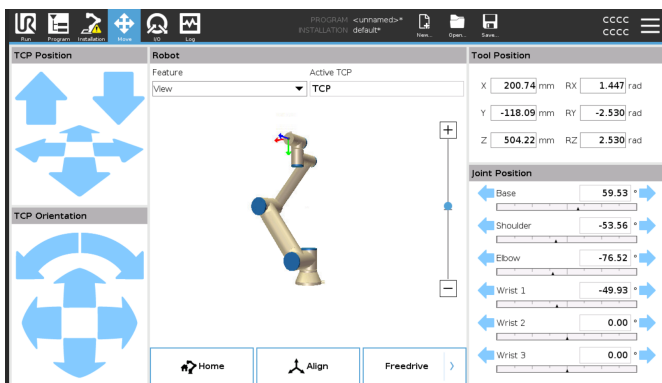 PROGRAM <unnamed>*
INSTALLATION default*
CCCC
CCCC
Run Program Installation Move I/O Log New... Open... Save...
TCP Position
Robot
Feature Active TCP
View TCP
TCP Orientation
Home Align Freedrive
Tool Position
X 200.74 mm RX 1.447 rad
Y -118.09 mm RY -2.530 rad
Z 504.22 mm RZ 2.530 rad
Joint Position
Base 59.53 °
Shoulder -53.56 °
Elbow -76.52 °
Wrist 1 -49.93 °
Wrist 2 0.00 °
Wrist 3 0.00 °